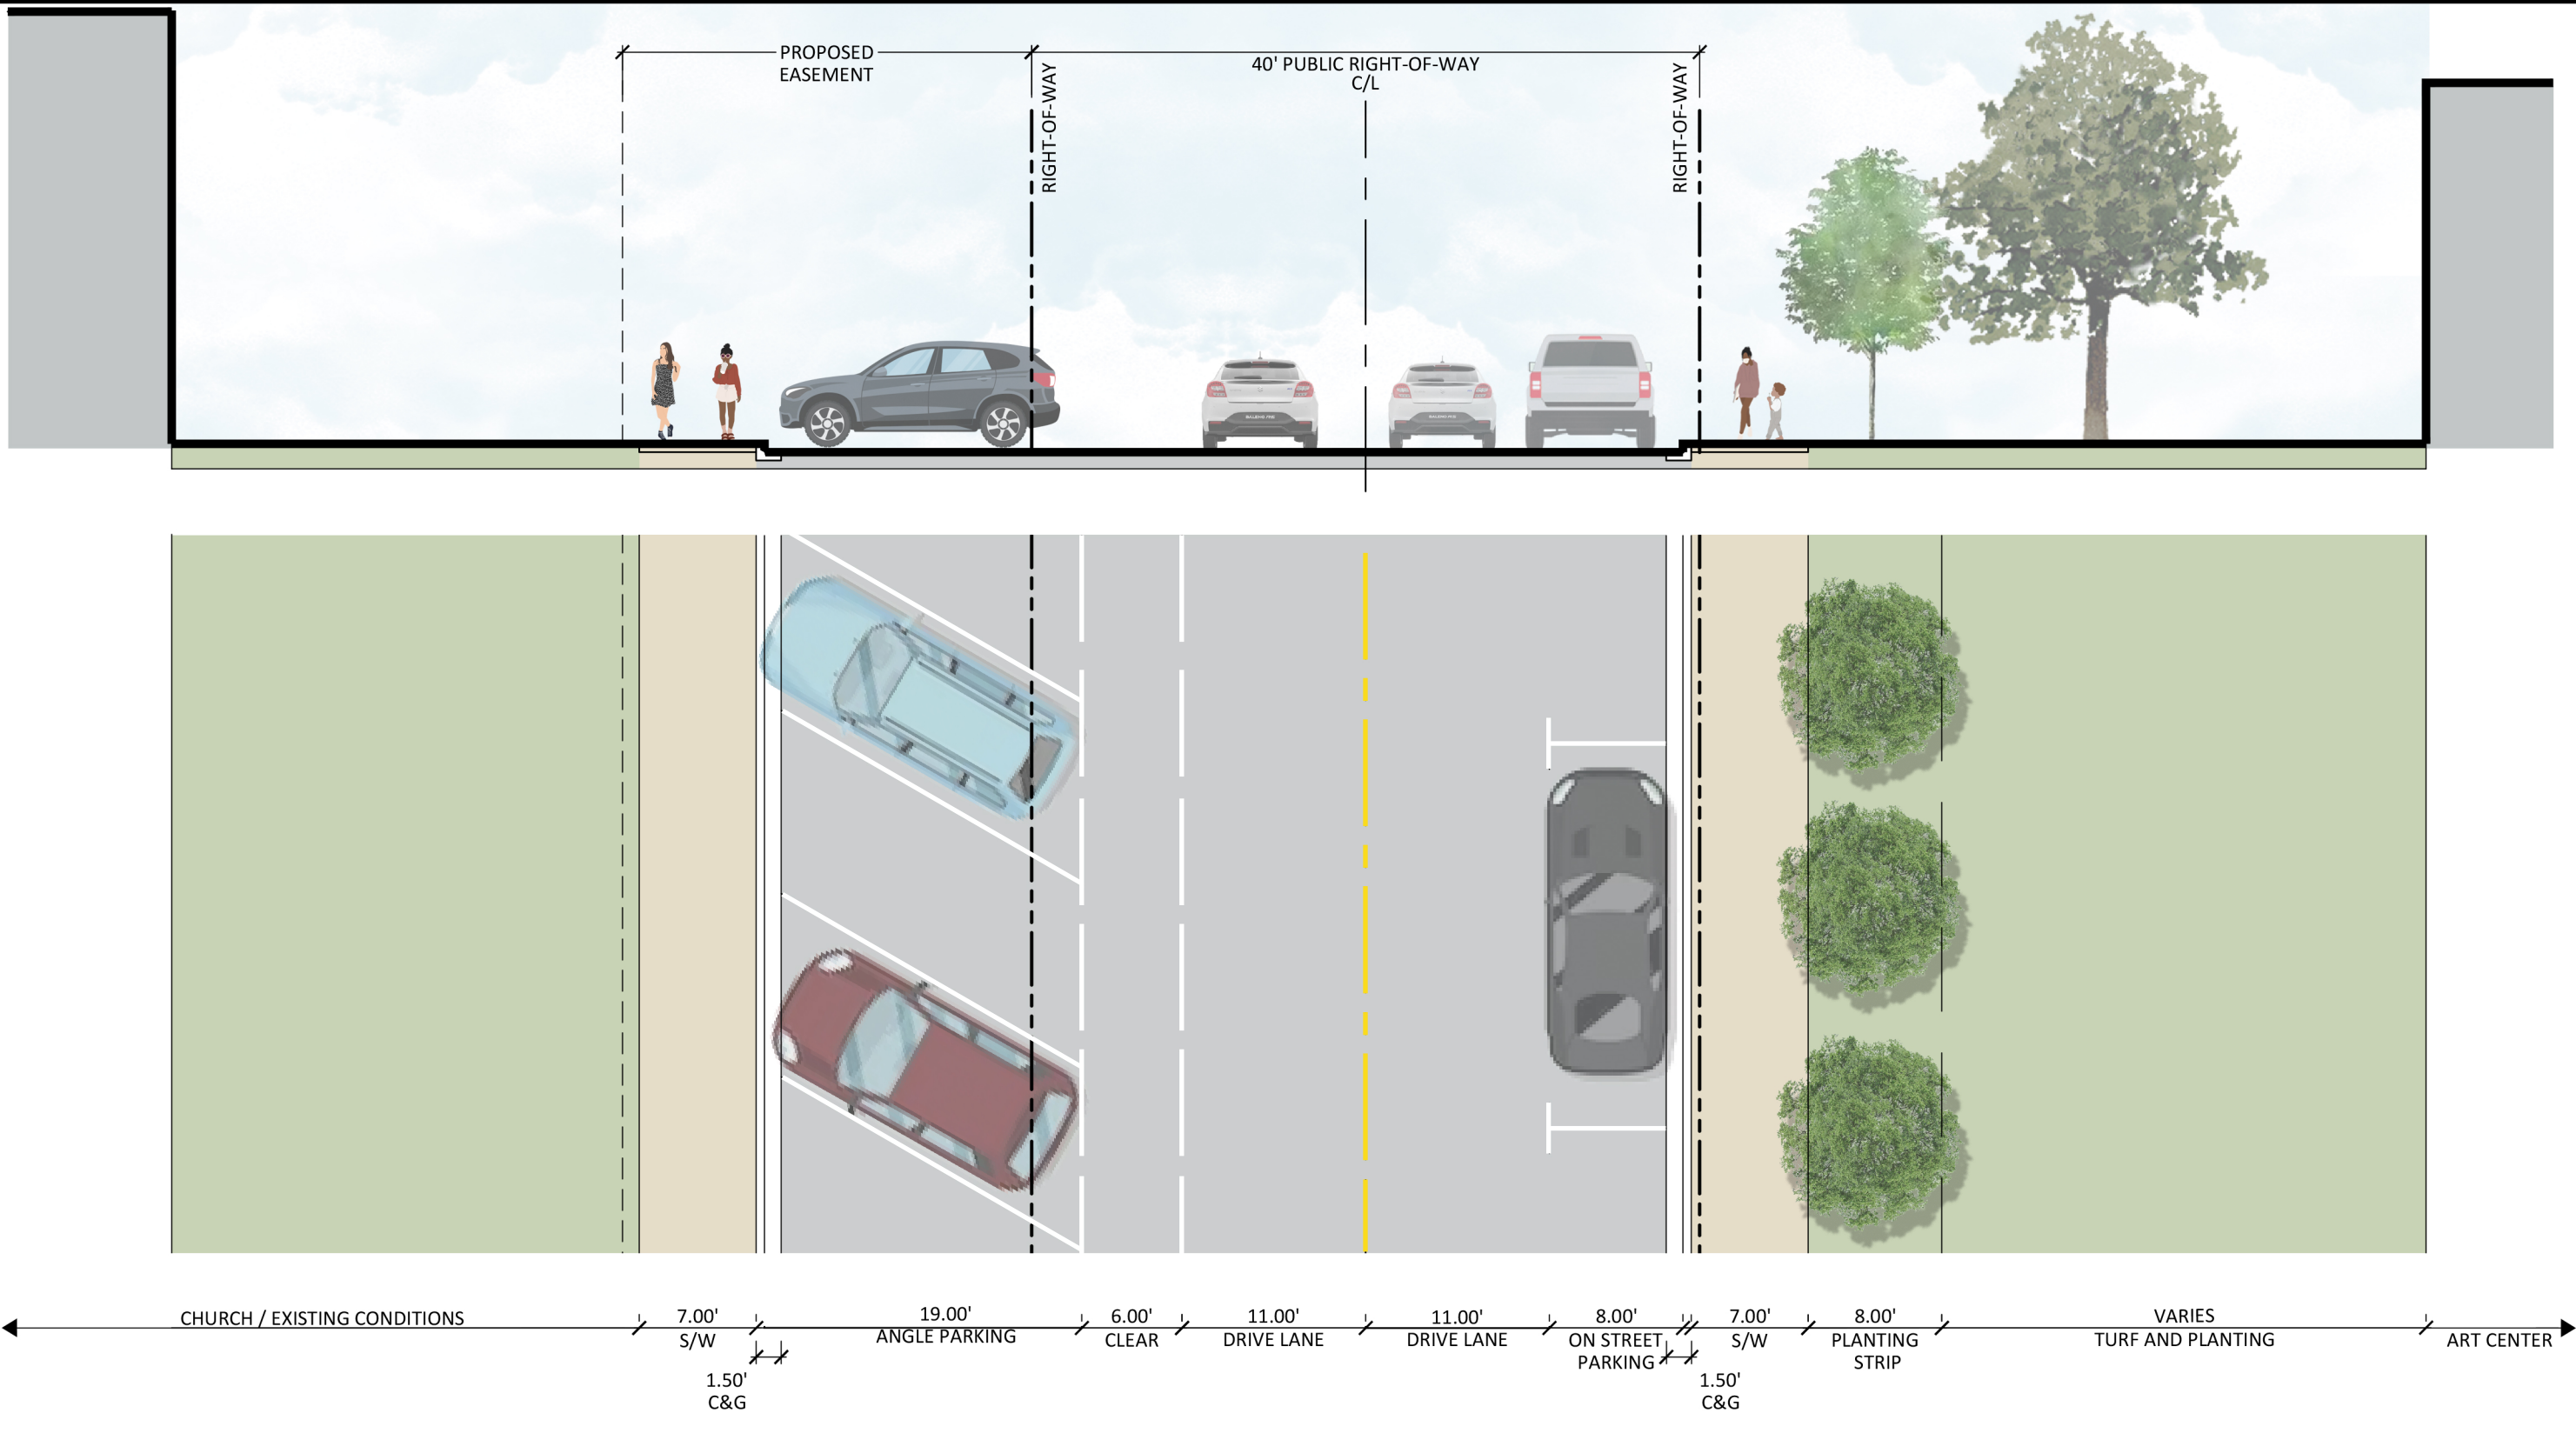 PROPOSED
EASEMENT
40' PUBLIC RIGHT-OF-WAY
C/L
RIGHT-OF-WAY
RIGHT-OF-WAY
CHURCH / EXISTING CONDITIONS
7.00'
S/W
1.50'
C&G
19.00'
ANGLE PARKING
6.00'
CLEAR
11.00'
DRIVE LANE
11.00'
DRIVE LANE
8.00'
ON STREET
PARKING
1.50'
C&G
7.00'
S/W
8.00'
PLANTING
STRIP
VARIES
TURF AND PLANTING
ART CENTER